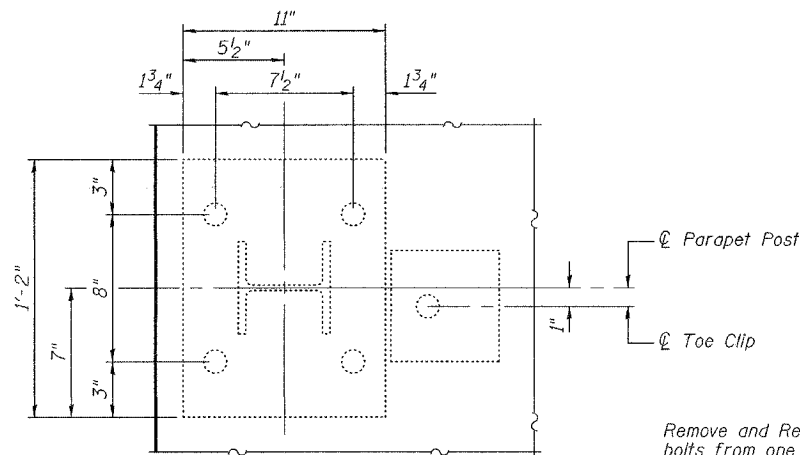 11"
5 1/2"
1 3/4"
7 1/2"
1 3/4"
3"
1'-2"
8"
7"
3"
1"
℄ Parapet Post
℄ Toe Clip
Remove and Re
bolts from one